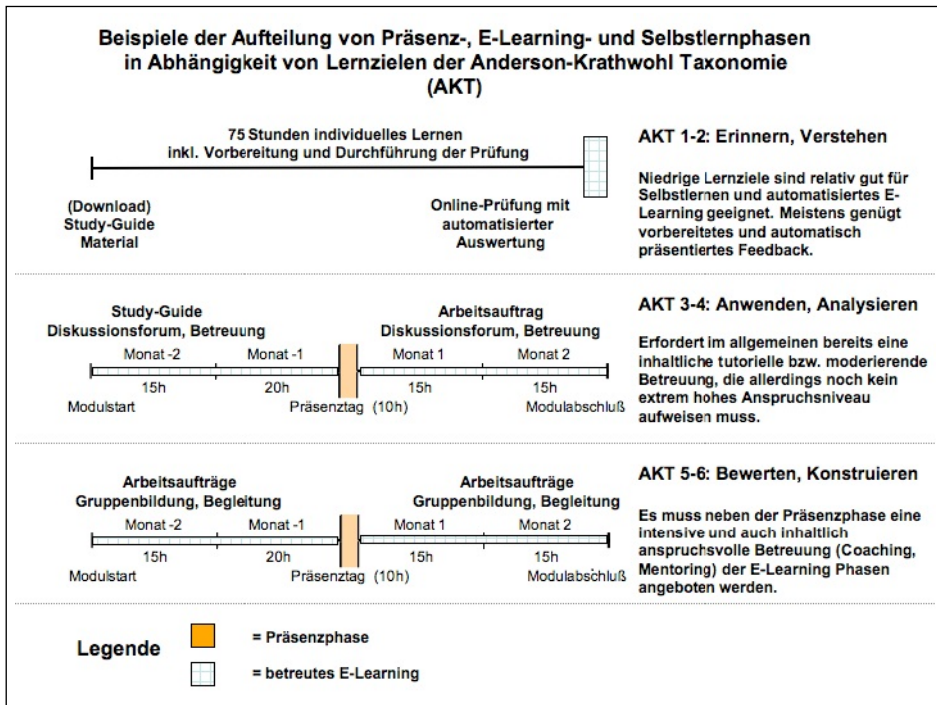 Beispiele der Aufteilung von Präsenz-, E-Learning- und Selbstlernphasen
in Abhängigkeit von Lernzielen der Anderson-Krathwohl Taxonomie
(AKT)
75 Stunden individuelles Lernen
inkl. Vorbereitung und Durchführung der Prüfung
(Download)
Study-Guide
Material
Online-Prüfung mit
automatisierter
Auswertung
AKT 1-2: Erinnern, Verstehen
Niedrige Lernziele sind relativ gut für
Selbstlernen und automatisiertes E-
Learning geeignet. Meistens genügt
vorbereitetes und automatisch
präsentiertes Feedback.
Study-Guide
Diskussionsforum, Betreuung
Arbeitsauftrag
Diskussionsforum, Betreuung
Monat -2 Monat -1 Monat 1 Monat 2
15h 20h 15h 15h
Modulstart Präsenztag (10h) Modulabschluß
AKT 3-4: Anwenden, Analysieren
Erfordert im allgemeinen bereits eine
inhaltliche tutorielle bzw. moderierende
Betreuung, die allerdings noch kein
extrem hohes Anspruchsniveau
aufweisen muss.
Arbeitsaufträge
Gruppenbildung, Begleitung
Arbeitsaufträge
Gruppenbildung, Begleitung
Monat -2 Monat -1 Monat 1 Monat 2
15h 20h 15h 15h
Modulstart Präsenztag (10h) Modulabschluß
AKT 5-6: Bewerten, Konstruieren
Es muss neben der Präsenzphase eine
intensive und auch inhaltlich
anspruchsvolle Betreuung (Coaching,
Mentoring) der E-Learning Phasen
angeboten werden.
Legende
= Präsenzphase
= betreutes E-Learning